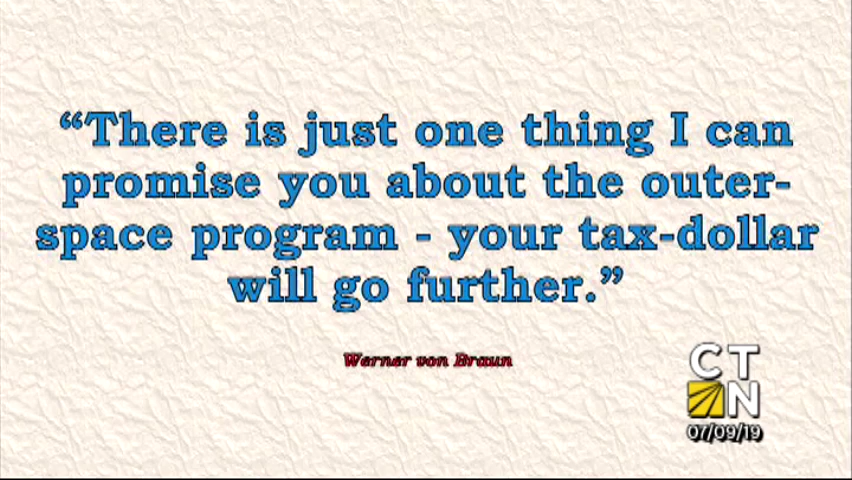 “There is just one thing I can
promise you about the outer-
space program - your tax-dollar
will go further.”
Werner von Braun
CT
N
07/09/19